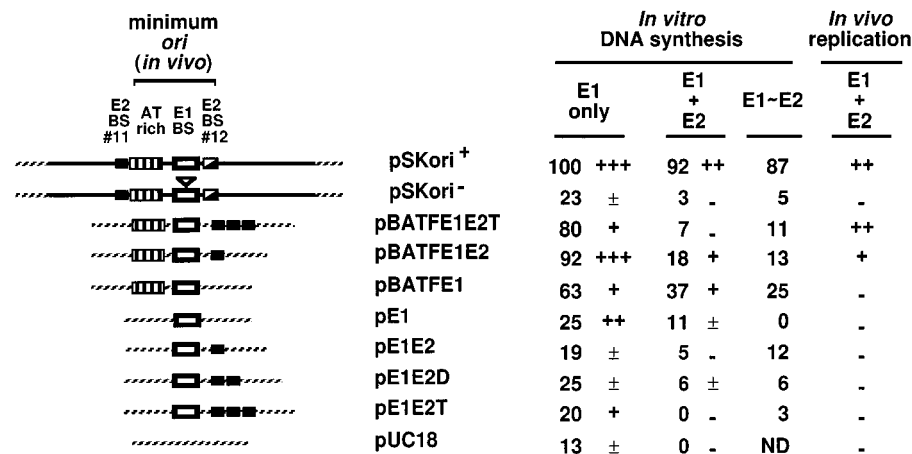 minimum
ori
(in vivo)
E2 BS #11
AT rich
E1 BS
E2 BS #12
In vitro
DNA synthesis
In vivo
replication
E1 only
E1 + E2
E1~E2
E1 + E2
pSKori+ 100 +++ 92 ++ 87 ++
pSKori- 23 ± 3 - 5 -
pBATFE1E2T 80 + 7 - 11 ++
pBATFE1E2 92 +++ 18 + 13 +
pBATFE1 63 + 37 + 25 -
pE1 25 ++ 11 ± 0 -
pE1E2 19 ± 5 - 12 -
pE1E2D 25 ± 6 ± 6 -
pE1E2T 20 + 0 - 3 -
pUC18 13 ± 0 - ND -